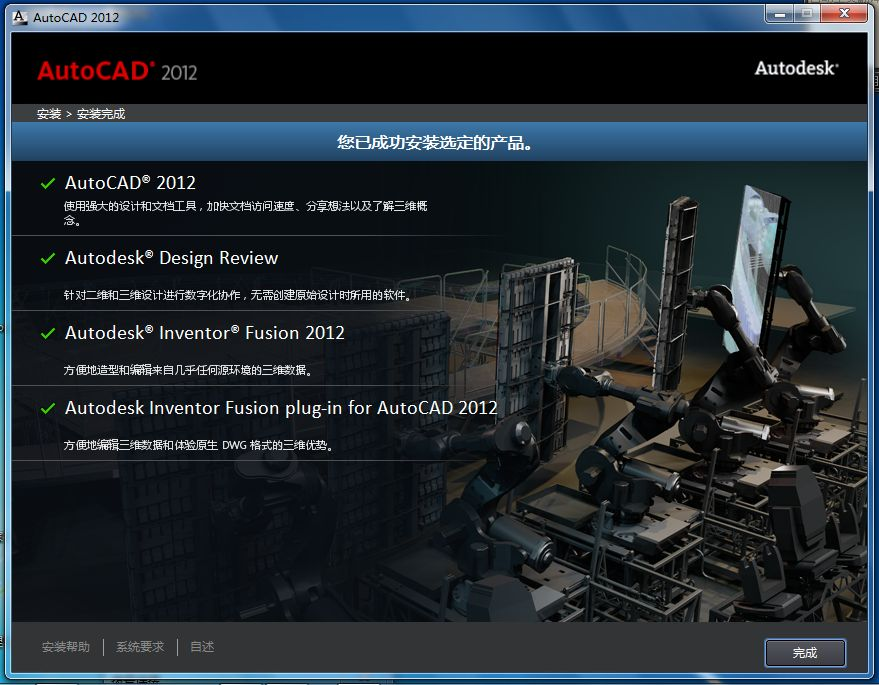 AutoCAD 2012
AutoCAD® 2012
Autodesk®
安装 > 安装完成
您已成功安装选定的产品。
AutoCAD® 2012
使用强大的设计和文档工具，加快文档访问速度、分享想法以及了解三维概
念。
Autodesk® Design Review
针对二维和三维设计进行数字化协作，无需创建原始设计时所用的软件。
Autodesk® Inventor® Fusion 2012
方便地造型和编辑来自几乎任何源环境的三维数据。
Autodesk Inventor Fusion plug-in for AutoCAD 2012
方便地编辑三维数据和体验原生 DWG 格式的三维优势。
安装帮助
系统要求
自述
完成